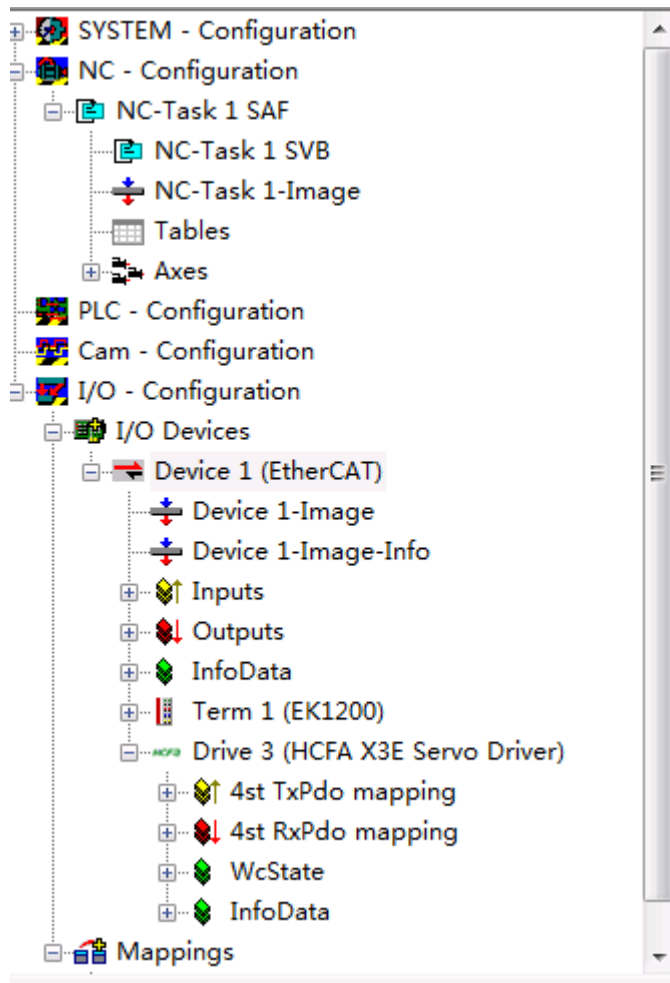 SYSTEM - Configuration
NC - Configuration
NC-Task 1 SAF
NC-Task 1 SVB
NC-Task 1-Image
Tables
Axes
PLC - Configuration
Cam - Configuration
I/O - Configuration
I/O Devices
Device 1 (EtherCAT)
Device 1-Image
Device 1-Image-Info
Inputs
Outputs
InfoData
Term 1 (EK1200)
HCFA Drive 3 (HCFA X3E Servo Driver)
4st TxPdo mapping
4st RxPdo mapping
WcState
InfoData
Mappings